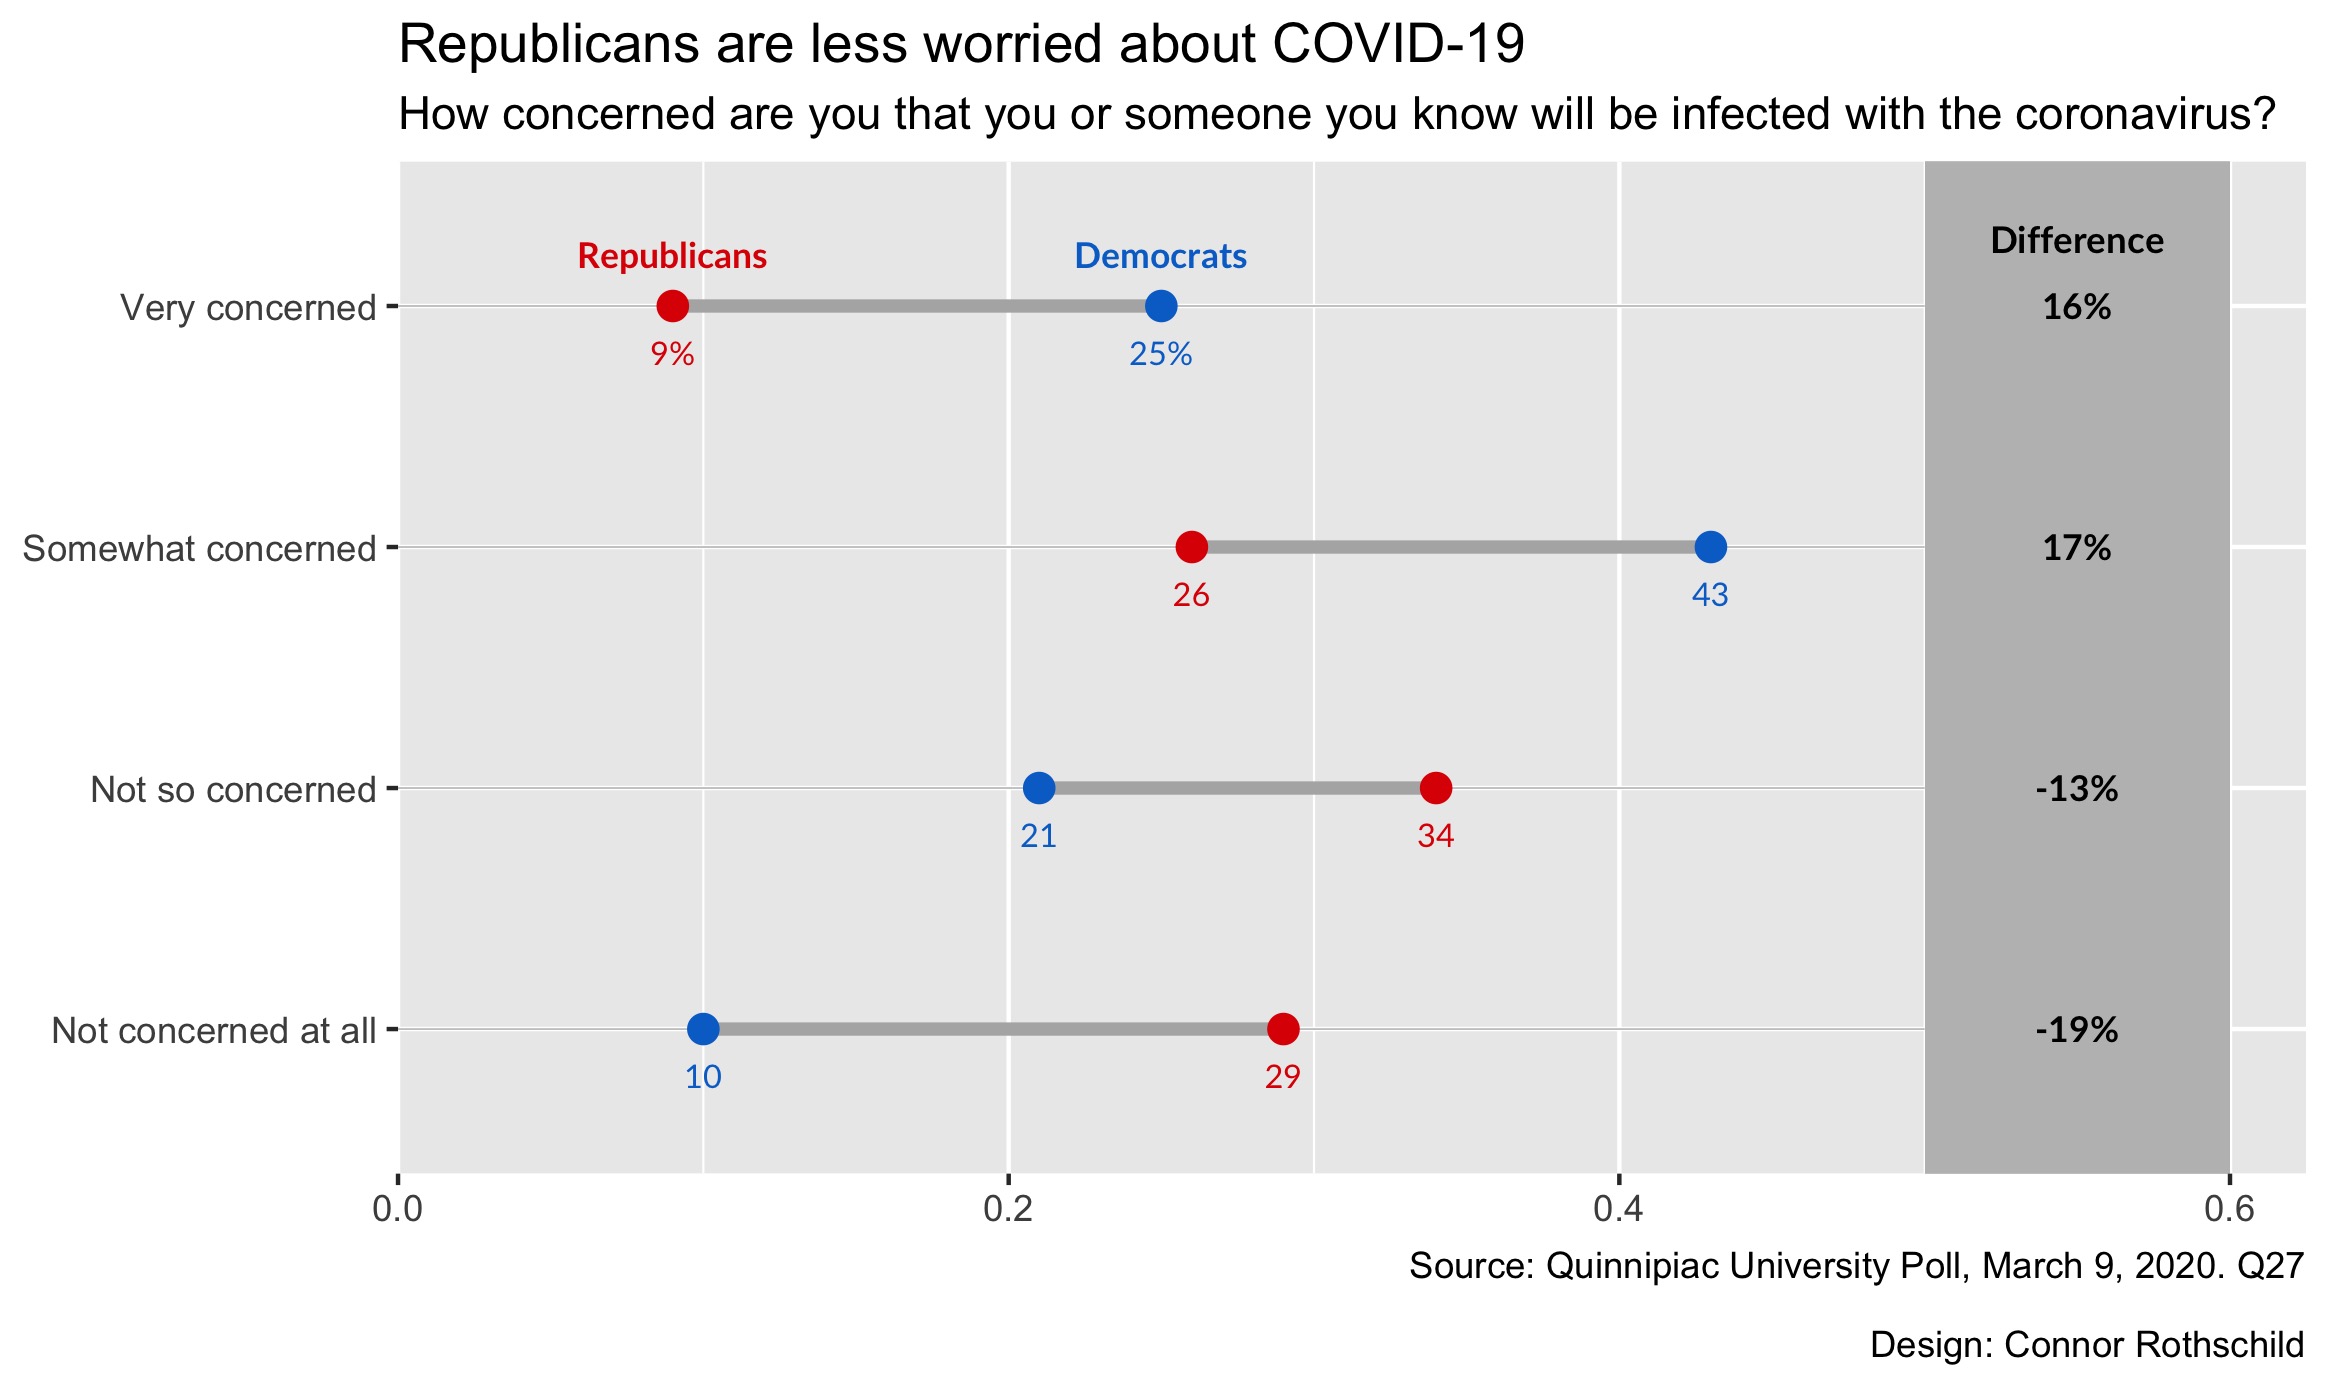 Republicans are less worried about COVID-19
How concerned are you that you or someone you know will be infected with the coronavirus?
Republicans Democrats Difference
Very concerned 16%
9% 25%
Somewhat concerned 17%
26 43
Not so concerned -13%
21 34
Not concerned at all -19%
10 29
0.0 0.2 0.4 0.6
Source: Quinnipiac University Poll, March 9, 2020. Q27
Design: Connor Rothschild